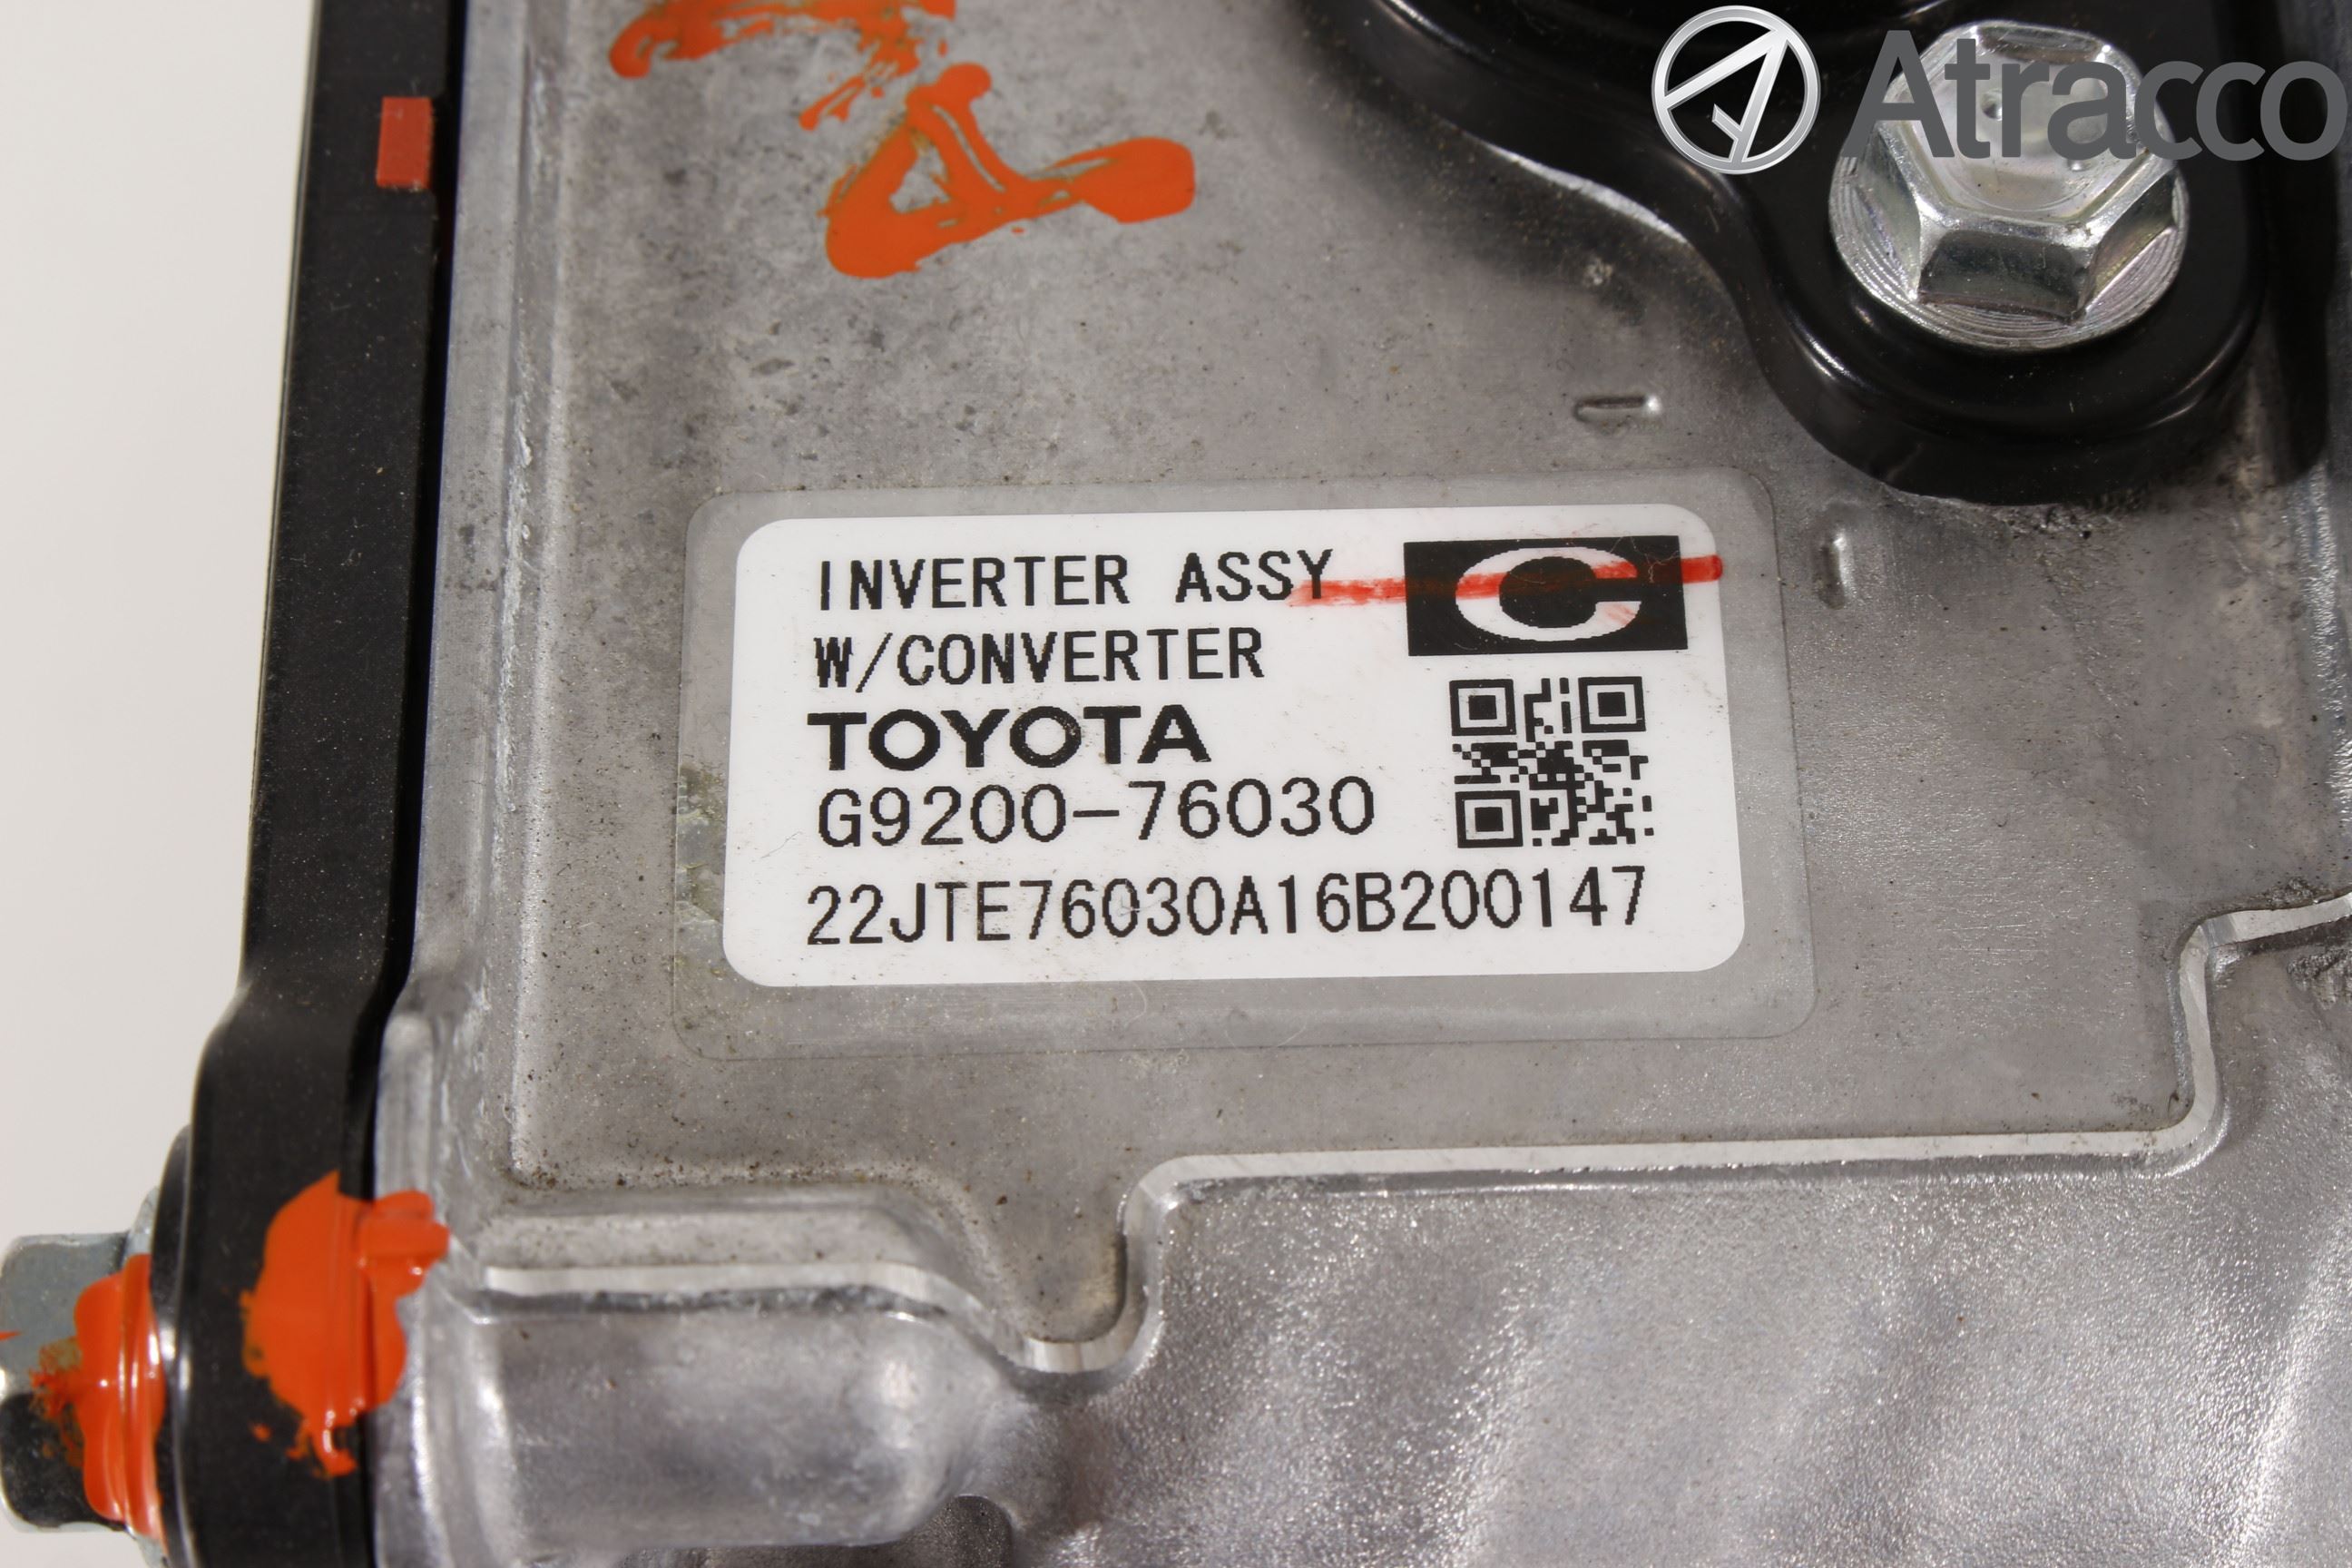 Atracco
INVERTER ASSY
C
W/CONVERTER
TOYOTA
G9200-76030
22JTE76030A16B200147